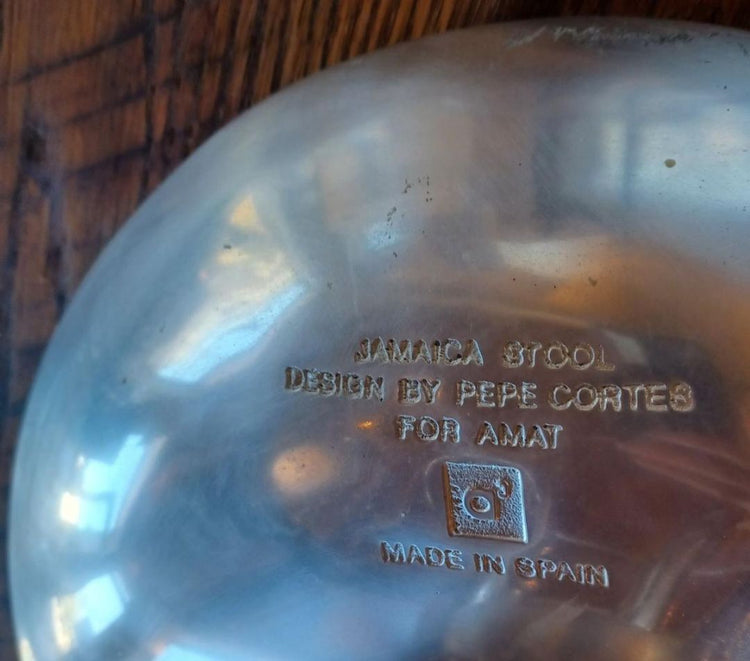 JAMAICA STOOL
DESIGN BY PEPE CORTES
FOR AMAT
MADE IN SPAIN